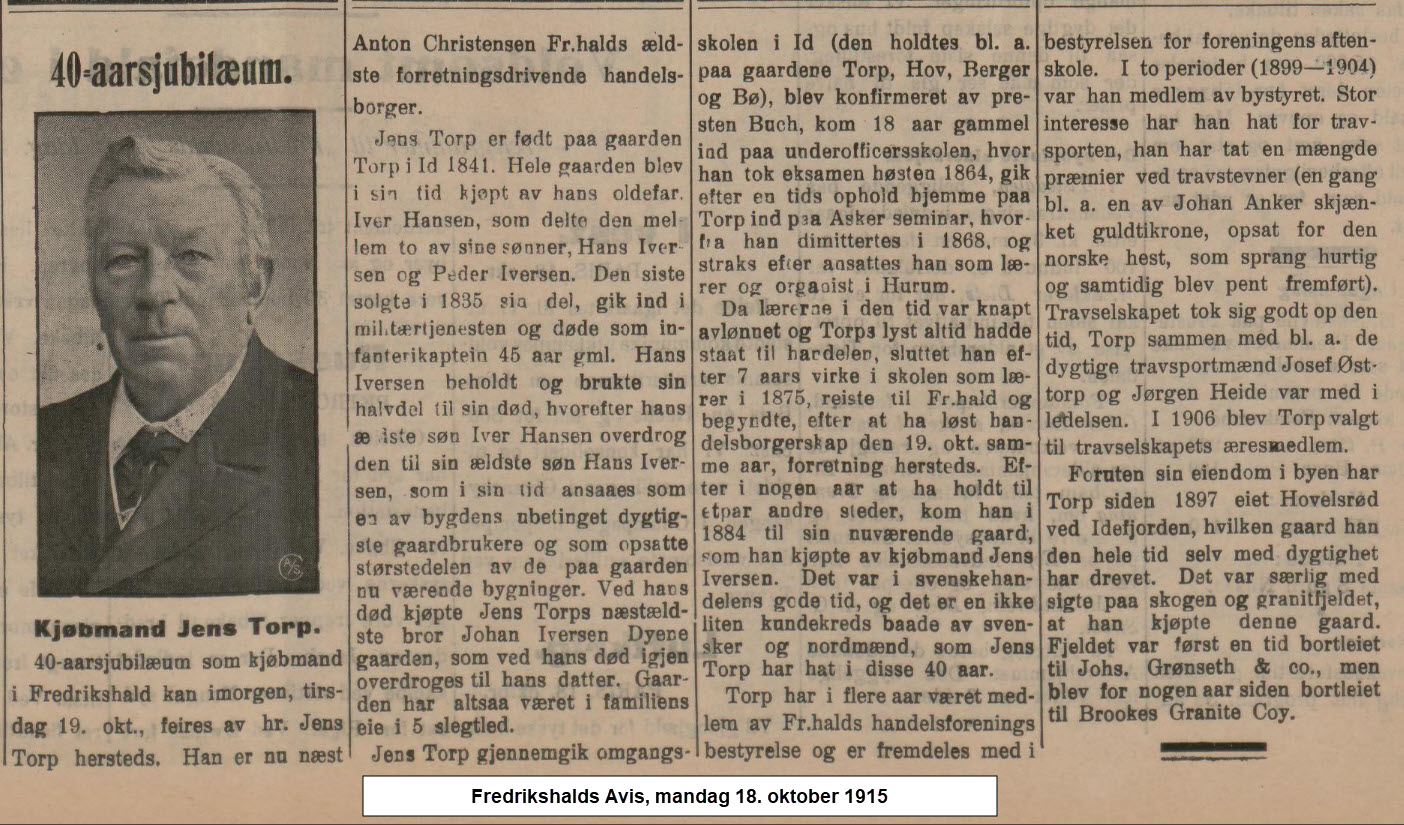 40-aarsjubilæum.
A/S
Kjøbmand Jens Torp.
40-aarsjubilæum som kjøbmand
i Fredrikshald kan imorgen, tirs-
dag 19. okt., feires av hr. Jens
Torp hersteds. Han er nu næst
Anton Christensen Fr.halds æld-
ste forretningsdrivende handels-
borger.
Jens Torp er født paa gaarden
Torp i Id 1841. Hele gaarden blev
i sin tid kjøpt av hans oldefar.
Iver Hansen, som delte den mel-
lem to av sine sønner, Hans Iver-
sen og Peder Iversen. Den siste
solgte i 1835 sin del, gik ind i
militærtjenesten og døde som in-
fanterikaptein 45 aar gml. Hans
Iversen beholdt og brukte sin
halvdel til sin død, hvorefter hans
ældste søn Iver Hansen overdrog
den til sin ældste søn Hans Iver-
sen, som i sin tid ansaaes som
en av bygdens ubetinget dygtig-
ste gaardbrukere og som opsatte
størstedelen av de paa gaarden
nu værende bygninger. Ved hans
død kjøpte Jens Torps næstæld-
ste bror Johan Iversen Dyene
gaarden, som ved hans død igjen
overdroges til hans datter. Gaar-
den har altsaa været i familiens
eie i 5 slegtled.
Jens Torp gjennemgik omgangs-
skolen i Id (den holdtes bl. a.
paa gaardene Torp, Hov, Berger
og Bø), blev konfirmeret av pre-
sten Buch, kom 18 aar gammel
ind paa underofficersskolen, hvor
han tok eksamen høsten 1864, gik
efter en tids ophold hjemme paa
Torp ind paa Asker seminar, hvor-
fra han dimittertes i 1868, og
straks efter ansattes han som læ-
rer og organist i Hurum.
Da lærerne i den tid var knapt
avlønnet og Torps lyst altid hadde
staat til handelen, sluttet han ef-
ter 7 aars virke i skolen som læ-
rer i 1875, reiste til Fr.hald og
begyndte, efter at ha løst han-
delsborgerskap den 19. okt. sam-
me aar, forretning hersteds. Ef-
ter i nogen aar at ha holdt til
etpar andre steder, kom han i
1884 til sin nuværende gaard,
som han kjøpte av kjøbmand Jens
Iversen. Det var i svenskehan-
delens gode tid, og det er en ikke
liten kundekreds baade av sven-
sker og nordmænd, som Jens
Torp har hat i disse 40 aar.
Torp har i flere aar været med-
lem av Fr.halds handelsforenings
bestyrelse og er fremdeles med i
bestyrelsen for foreningens aften-
skole. I to perioder (1899—1904)
var han medlem av bystyret. Stor
interesse har han hat for trav-
sporten, han har tat en mængde
præmier ved travstevner (en gang
bl. a. en av Johan Anker skjæn-
ket guldtikrone, opsat for den
norske hest, som sprang hurtig
og samtidig blev pent fremført).
Travselskapet tok sig godt op den
tid, Torp sammen med bl. a. de
dygtige travsportmænd Josef Øst-
torp og Jørgen Heide var med i
ledelsen. I 1906 blev Torp valgt
til travselskapets æresmedlem.
Foruten sin eiendom i byen har
Torp siden 1897 eiet Hovelsrød
ved Idefjorden, hvilken gaard han
den hele tid selv med dygtighet
har drevet. Det var særlig med
sigte paa skogen og granitfjeldet,
at han kjøpte denne gaard.
Fjeldet var først en tid bortleiet
til Johs. Grønseth & co., men
blev for nogen aar siden bortleiet
til Brookes Granite Coy.
Fredrikshalds Avis, mandag 18. oktober 1915